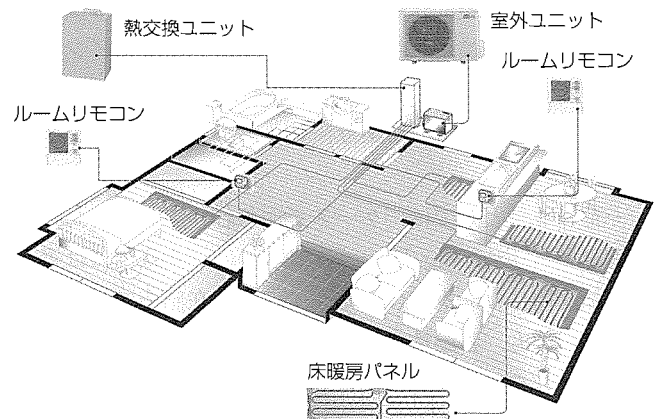 熱交換ユニット
室外ユニット
ルームリモコン
ルームリモコン
床暖房パネル